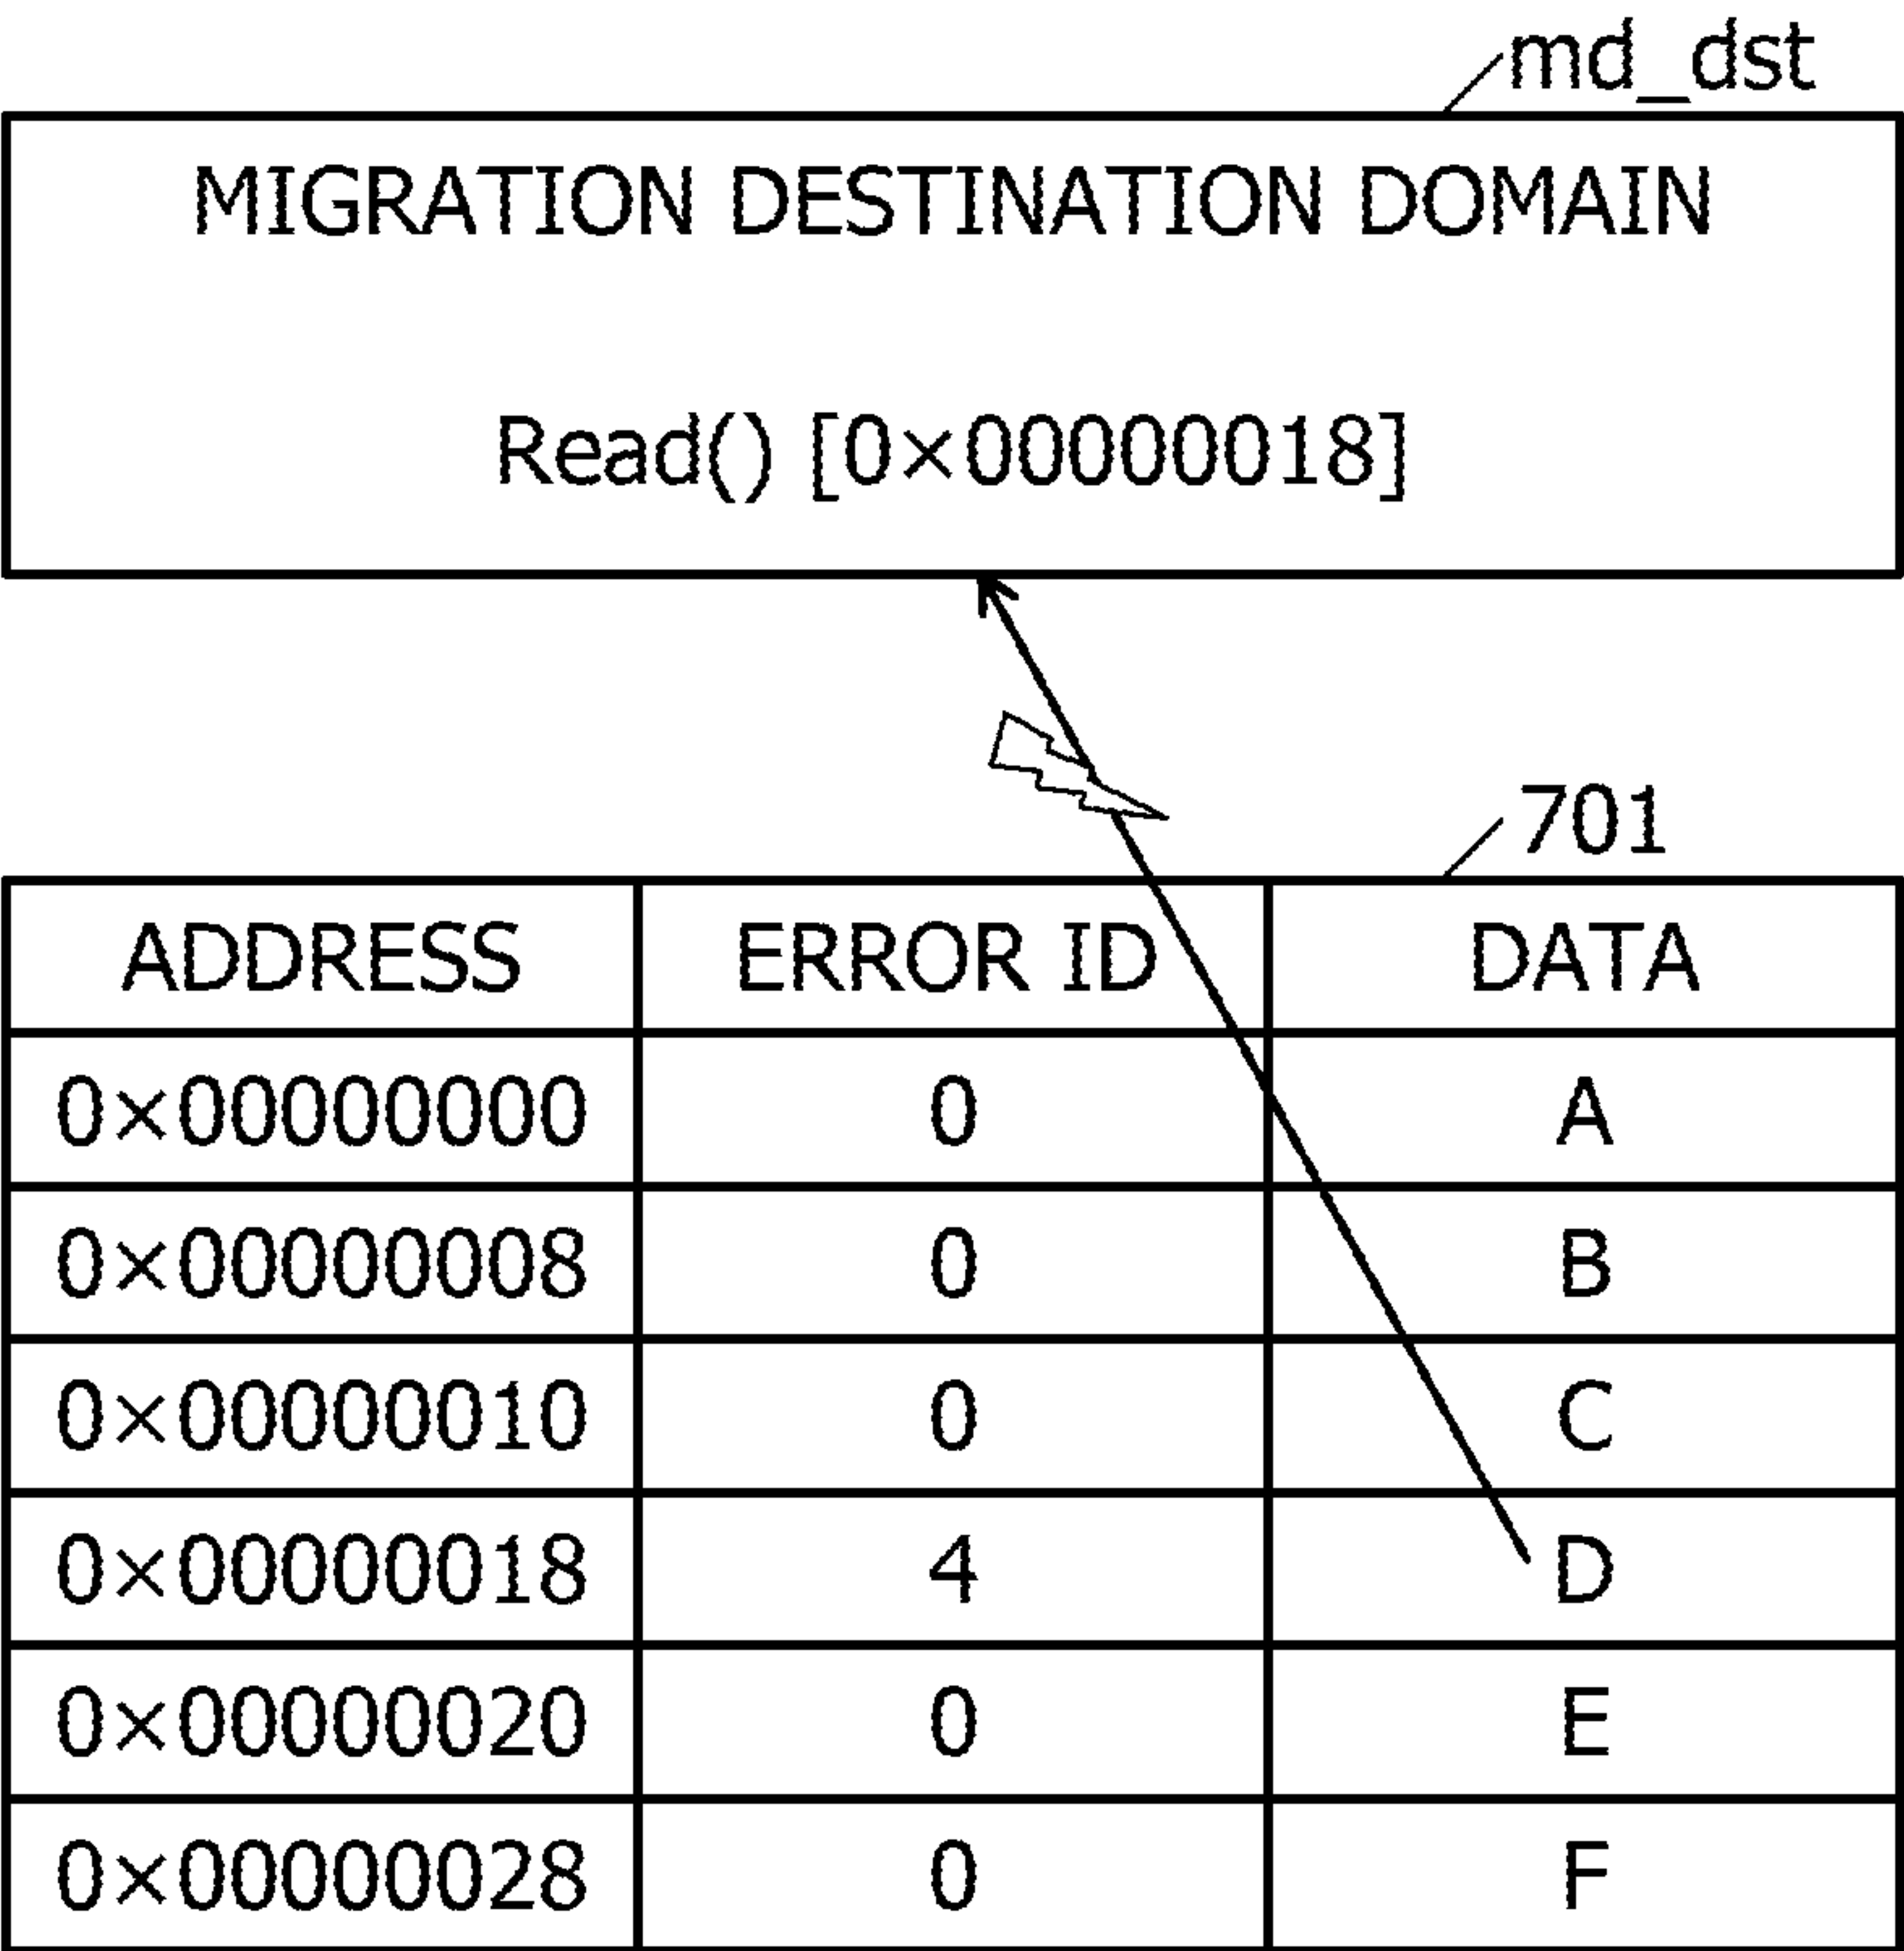 md_dst
MIGRATION DESTINATION DOMAIN
Read() [0×00000018]
701
ADDRESS ERROR ID DATA
0×00000000 0 A
0×00000008 0 B
0×00000010 0 C
0×00000018 4 D
0×00000020 0 E
0×00000028 0 F